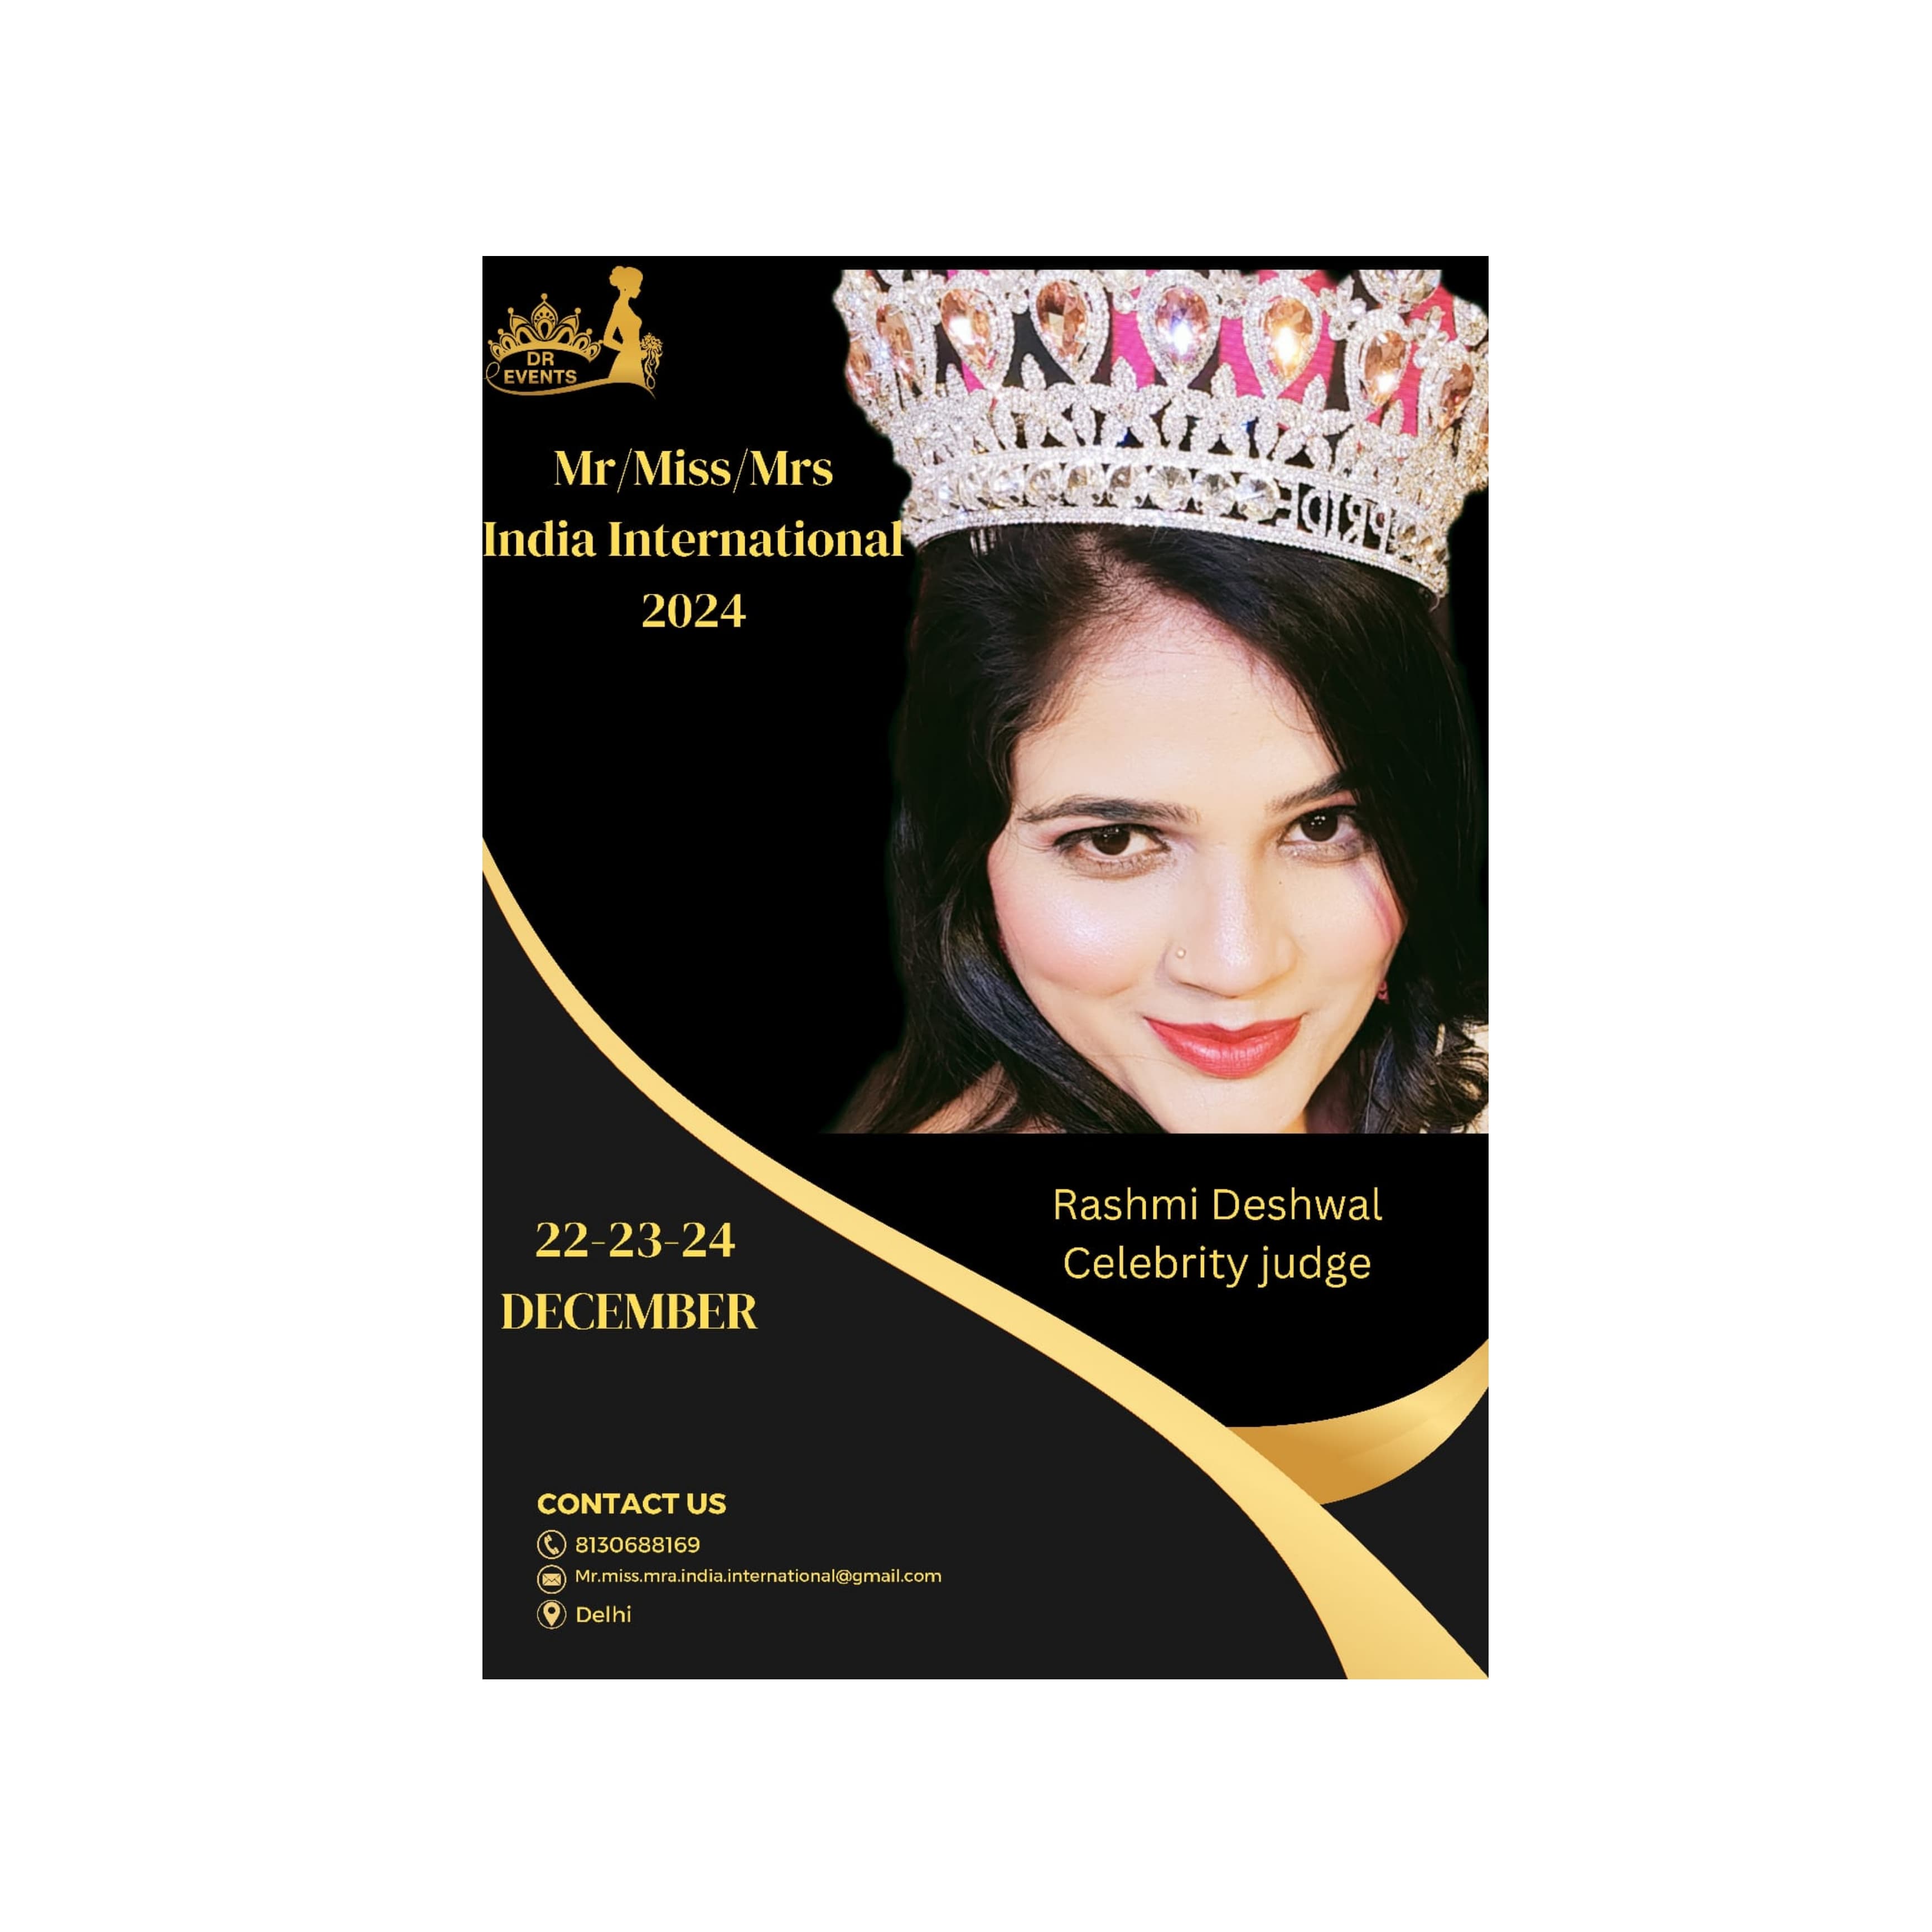 DR
EVENTS
Mr/Miss/Mrs
India International
2024
Rashmi Deshwal
Celebrity judge
22-23-24
DECEMBER
CONTACT US
8130688169
Mr.miss.mra.india.international@gmail.com
Delhi